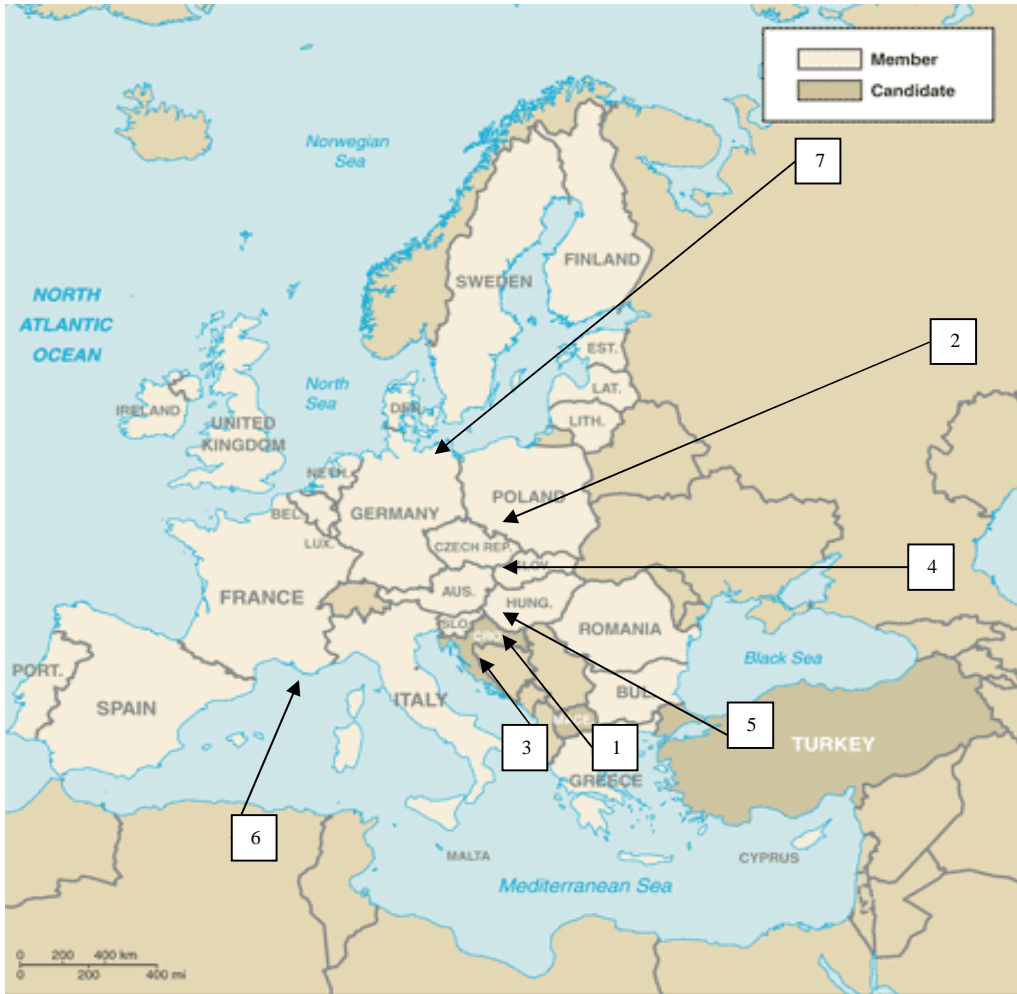 Member
Candidate
Norwegian
Sea
7
FINLAND
SWEDEN
NORTH
ATLANTIC
OCEAN
2
EST.
North
Sea
LAT.
DEN.
IRELAND
UNITED
KINGDOM
LITH.
NETH.
POLAND
BEL.
GERMANY
LUX.
CZECH REP.
SLOV.
4
AUS.
FRANCE
HUNG.
SLO.
CRO.
ROMANIA
Black Sea
PORT.
SPAIN
ITALY
BUL.
MACE.
3
1
5
TURKEY
GREECE
6
MALTA
CYPRUS
Mediterranean Sea
0 200 400 km
0 200 400 mi